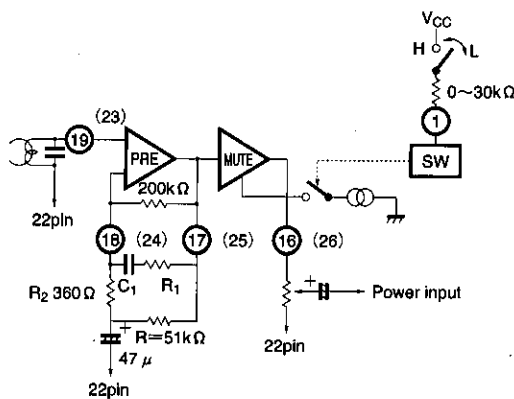 VCC
H
L
0～30kΩ
1
SW
19
(23)
PRE
MUTE
200kΩ
22pin
18
(24)
17
(25)
16
(26)
C1
R1
R2 360Ω
Power input
R=51kΩ
47 μ
22pin
22pin